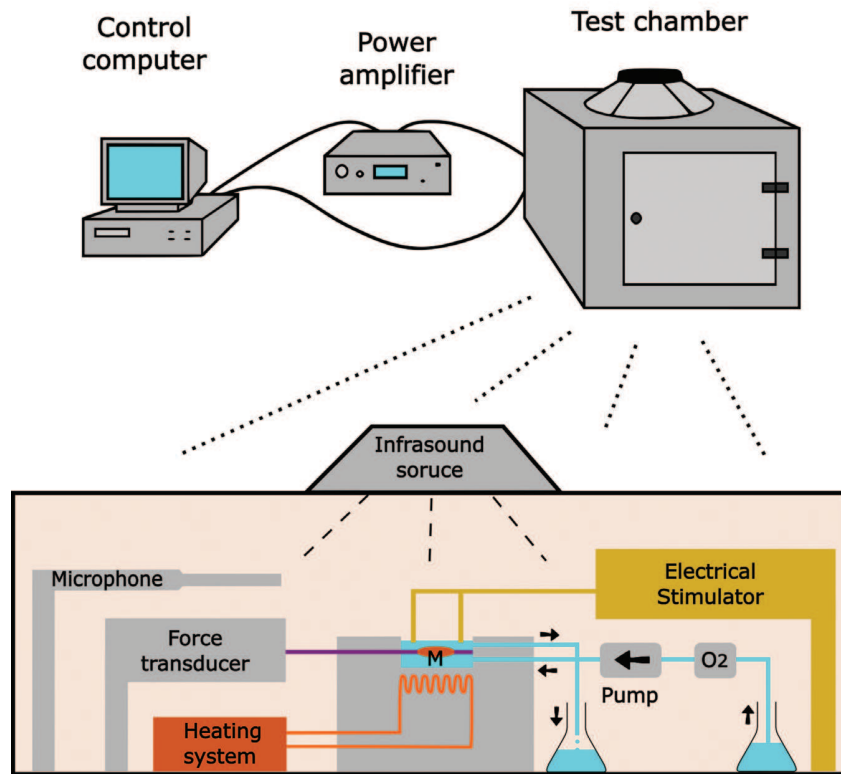 Control
computer
Power
amplifier
Test chamber
Infrasound
soruce
Microphone
Electrical
Stimulator
Force
transducer
M
O2
Pump
Heating
system